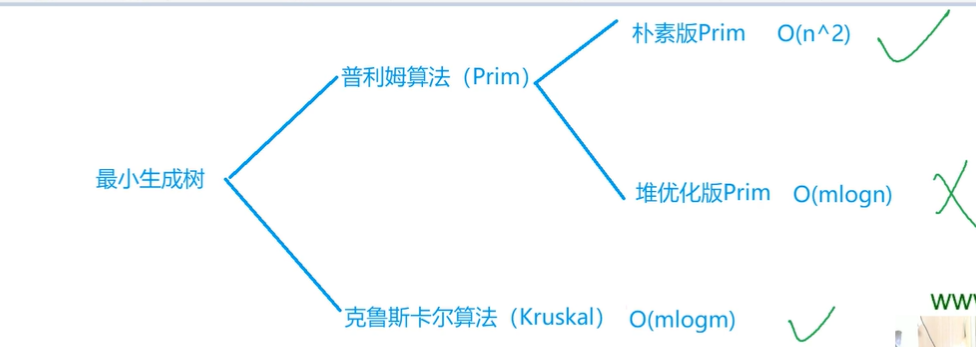 朴素版Prim O(n^2)
普利姆算法（Prim）
最小生成树
堆优化版Prim O(mlogn)
克鲁斯卡尔算法（Kruskal） O(mlogm)